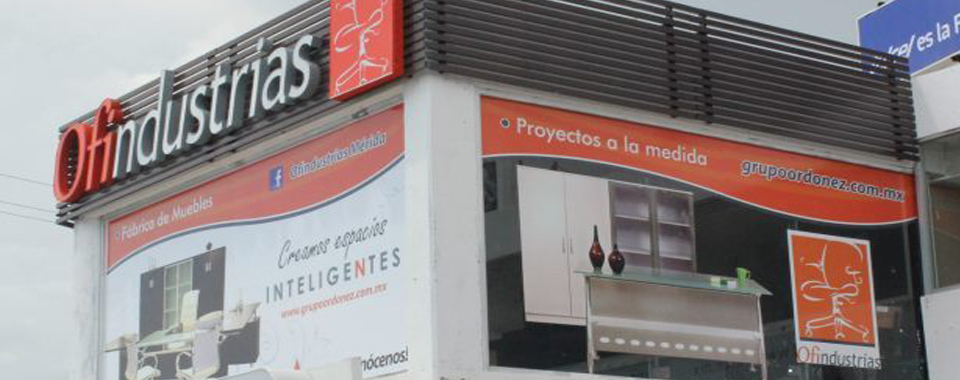 Ofindustrias
Fábrica de Muebles
Ofindustrias Mérida
Creamos espacios
INTELIGENTES
www.grupoordonez.com.mx
nócenos!
Proyectos a la medida
grupoordonez.com.mx
Ofindustrias
es la